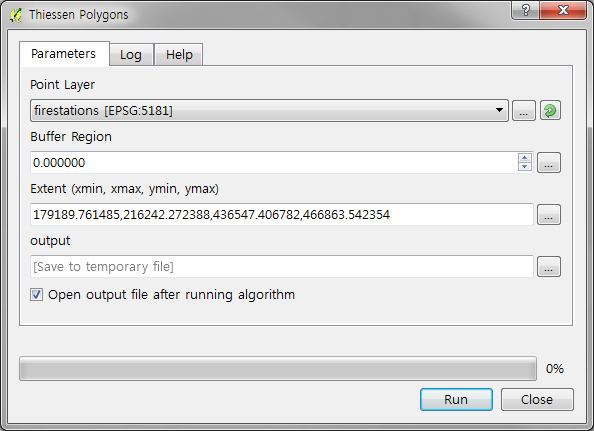 Thiessen Polygons
Parameters Log Help
Point Layer
firestations [EPSG:5181]
...
Buffer Region
0.000000
...
Extent (xmin, xmax, ymin, ymax)
179189.761485,216242.272388,436547.406782,466863.542354
...
output
[Save to temporary file]
...
Open output file after running algorithm
0%
Run Close